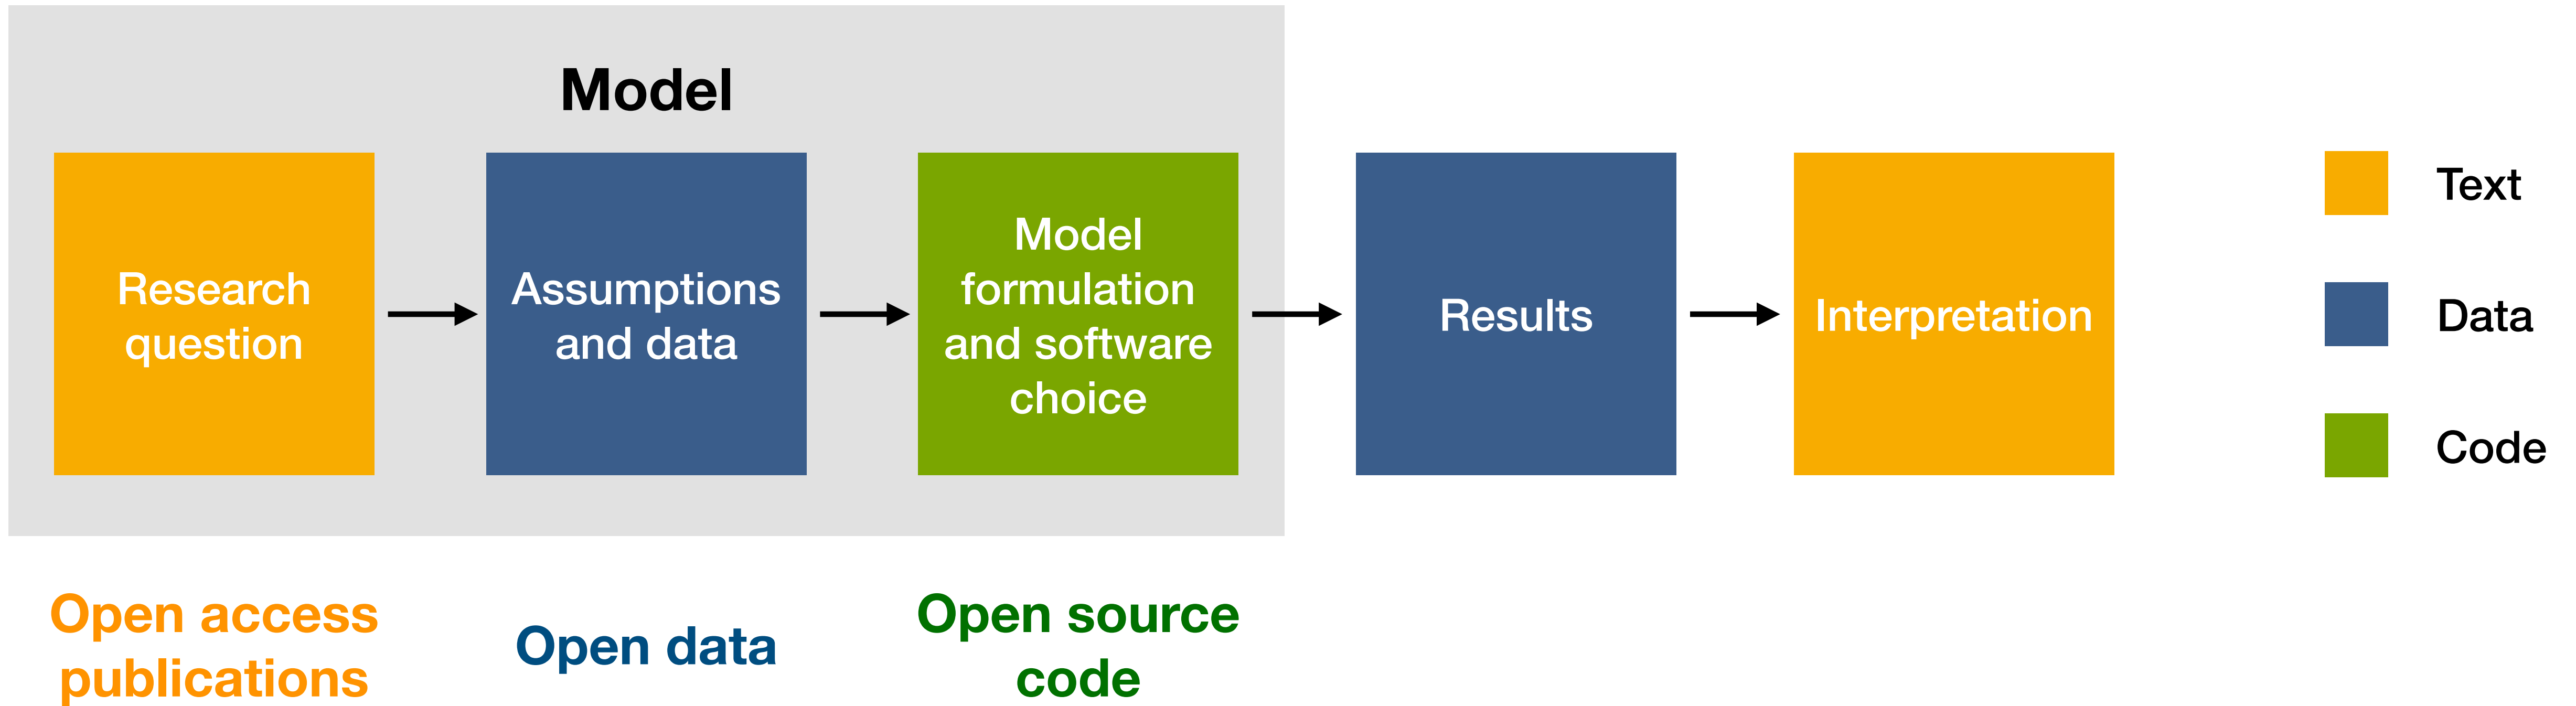 Model
Research
question
Assumptions
and data
Model
formulation
and software
choice
Results
Interpretation
Text
Data
Code
Open access
publications
Open data
Open source
code